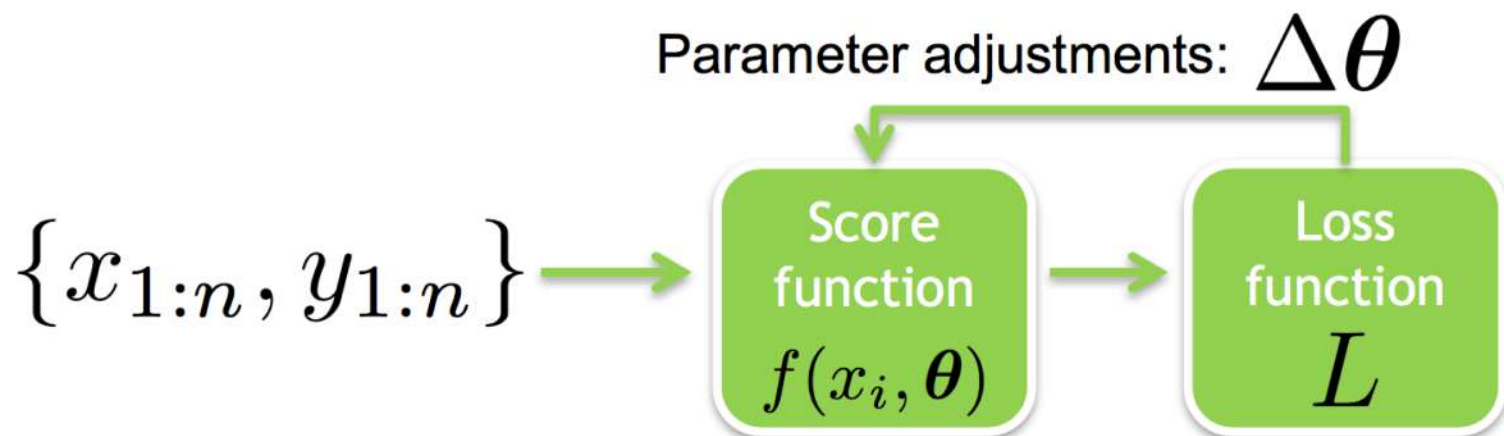 Parameter adjustments: Δθ
{x_{1:n}, y_{1:n}}
Score
function
f(x_i, θ)
Loss
function
L